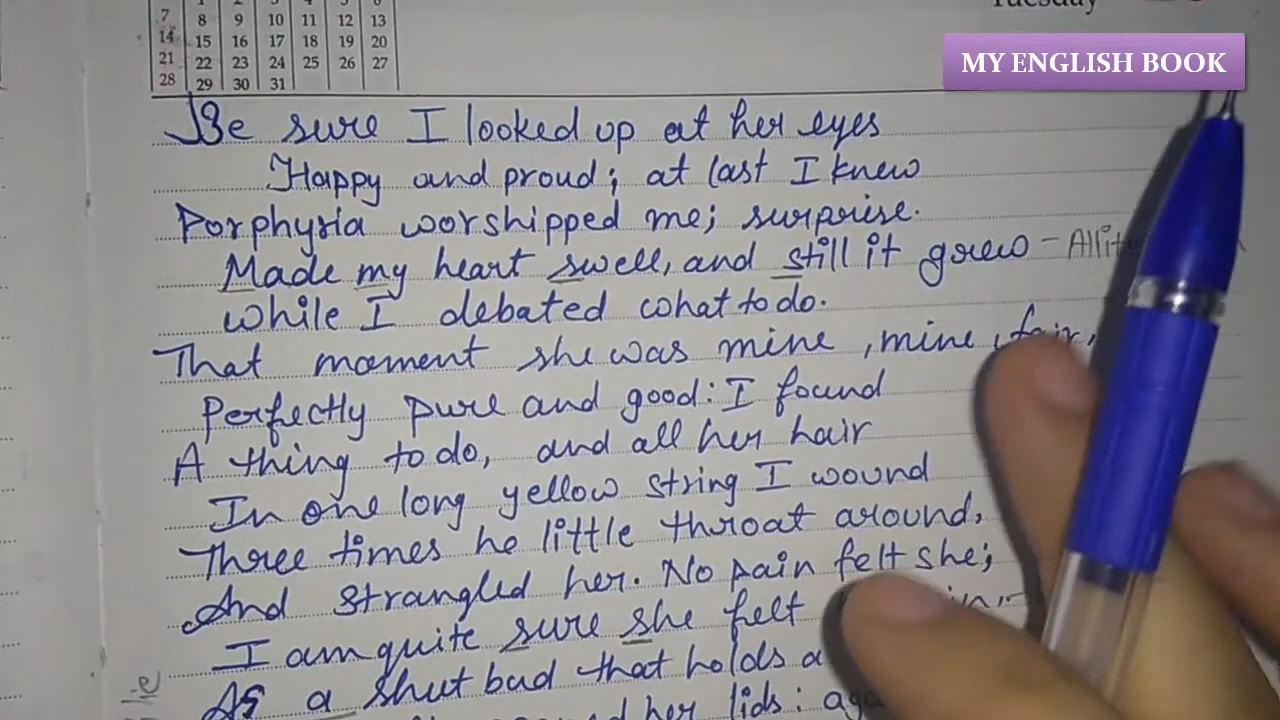 7 8 9 10 11 12 13
14 15 16 17 18 19 20
21 22 23 24 25 26 27
28 29 30 31
Tuesday
MY ENGLISH BOOK
Be sure I looked up at her eyes
Happy and proud; at last I knew
Porphyria worshipped me; surprise.
Made my heart swell, and still it grew -
while I debated what to do.
That moment she was mine, mine, fair,
Perfectly pure and good: I found
A thing to do, and all her hair
In one long yellow string I wound
Three times he little throat around,
And strangled her. No pain felt she;
I am quite sure she felt
As a shut bud that holds a
her lids: